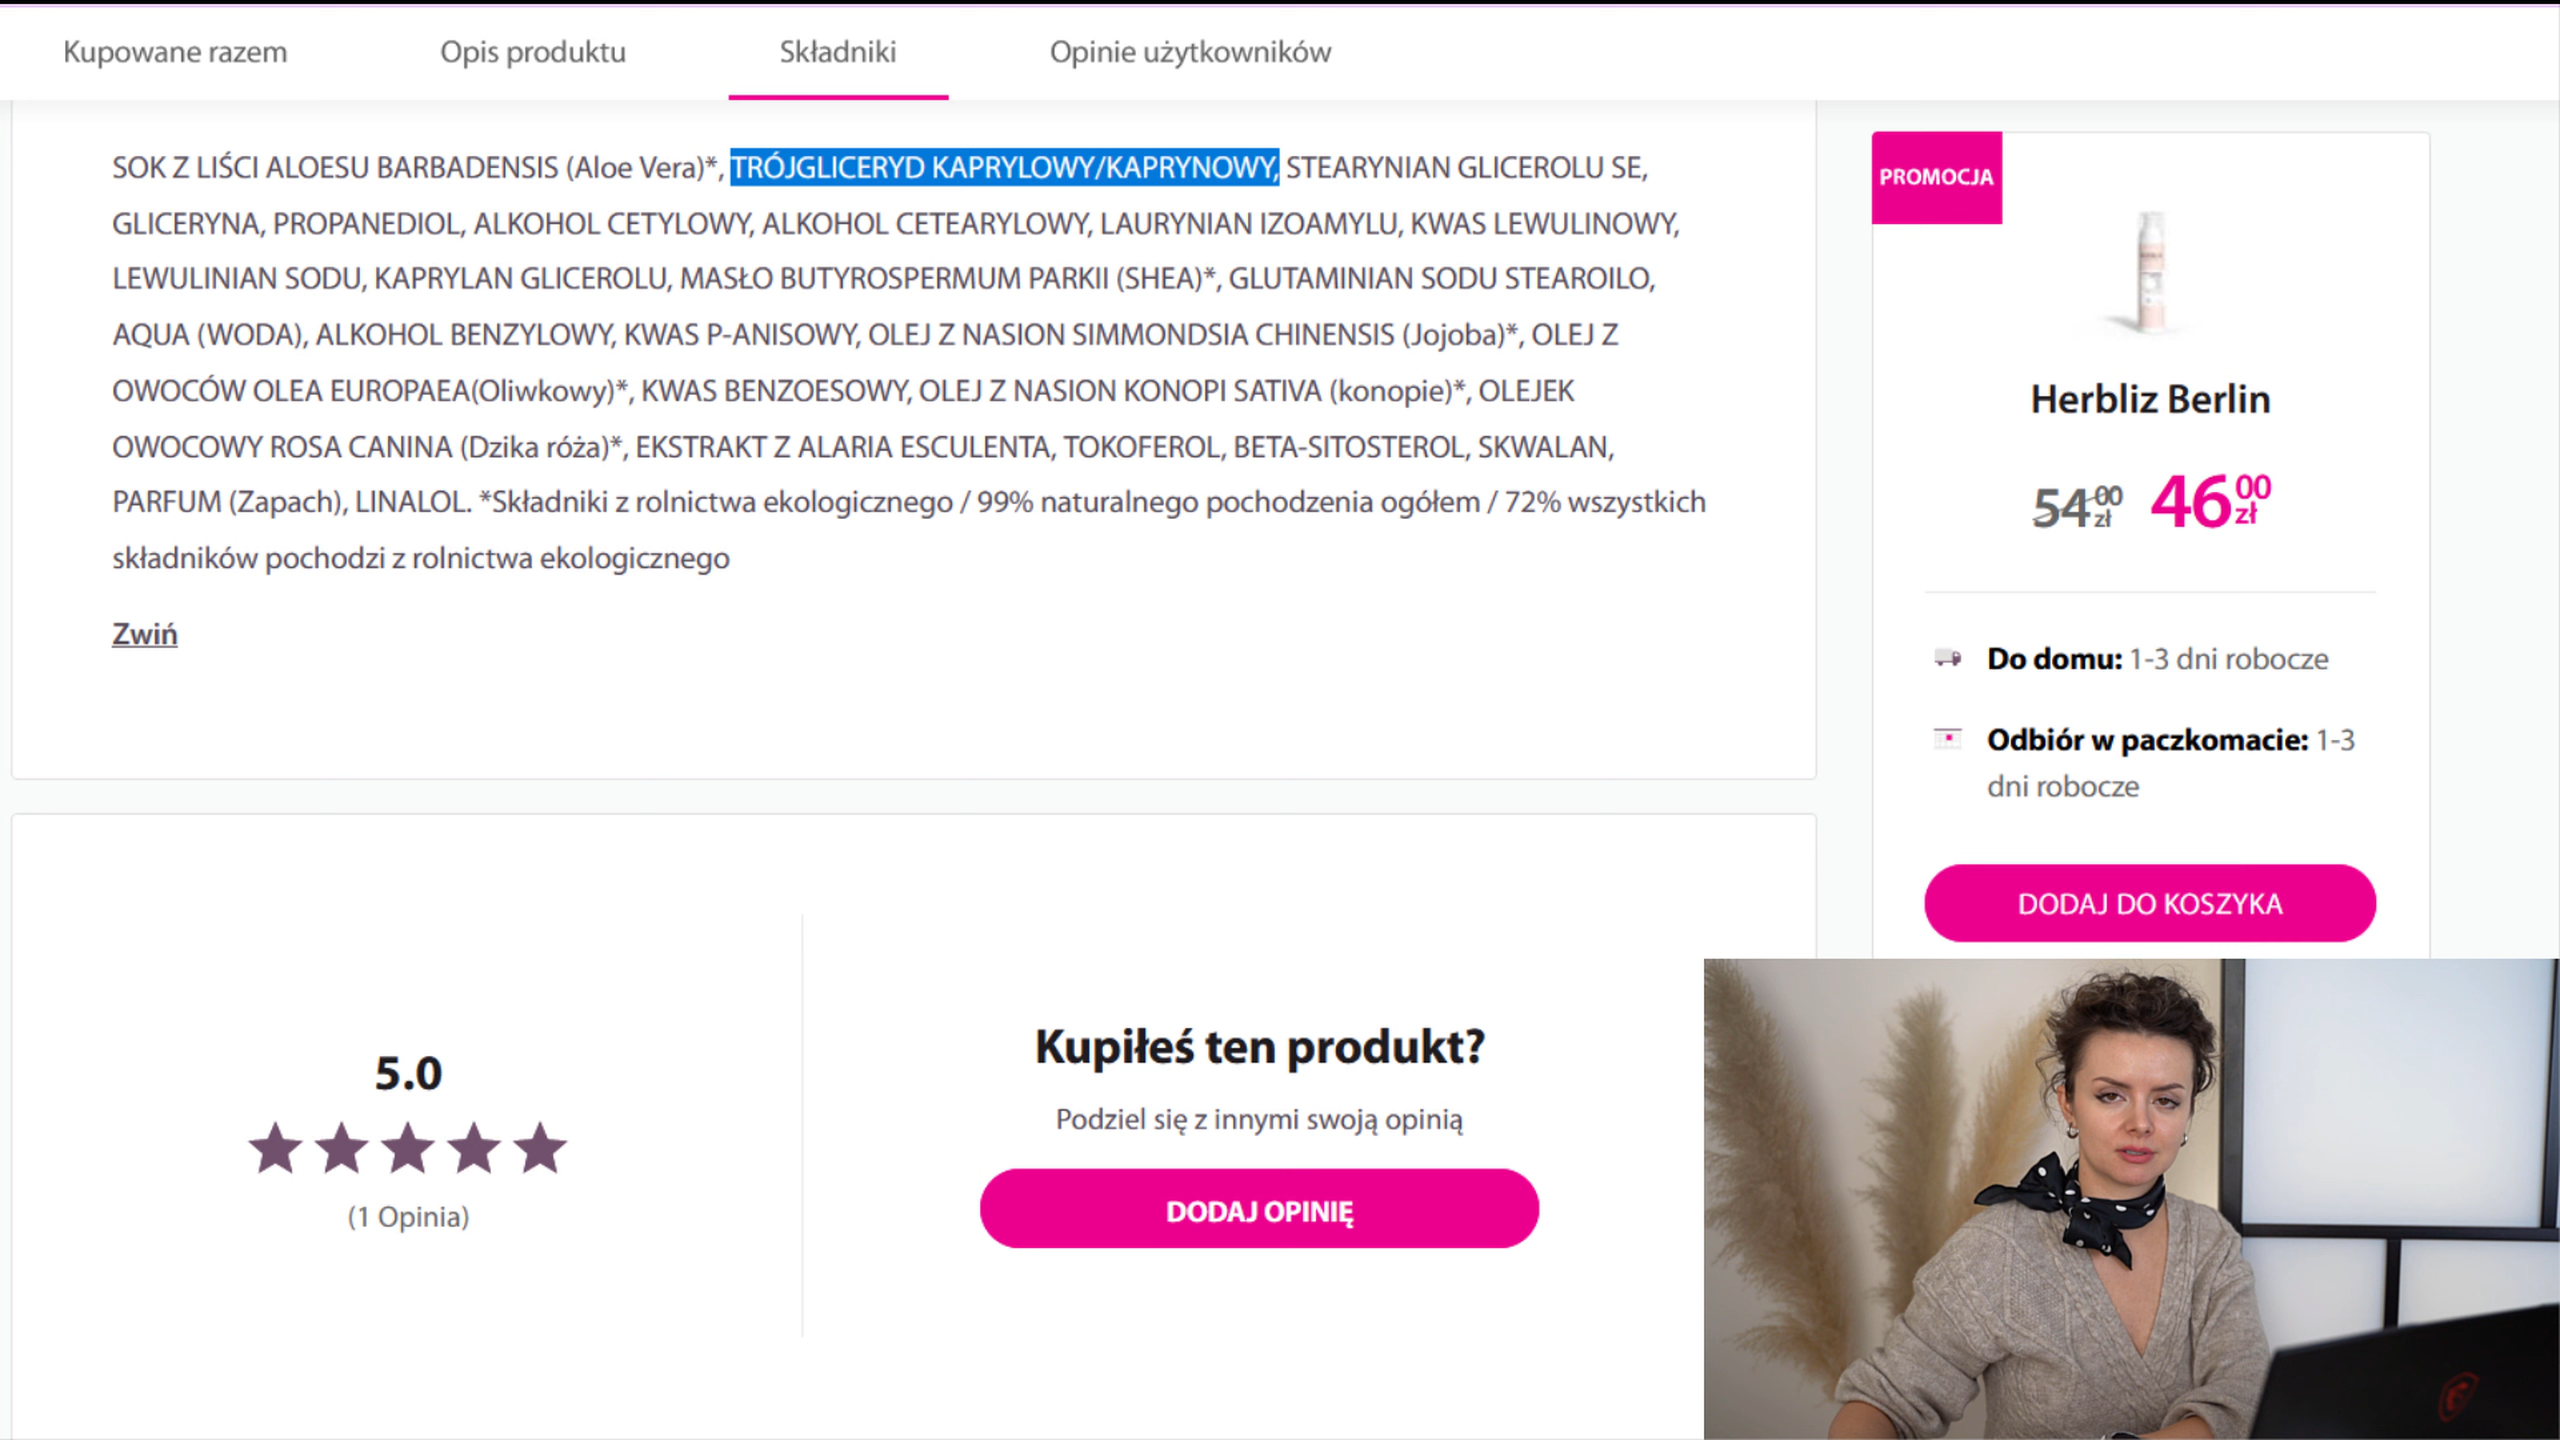 Kupowane razem
Opis produktu
Składniki
Opinie użytkowników
SOK Z LIŚCI ALOESU BARBADENSIS (Aloe Vera)*, TRÓJGLICERYD KAPRYLOWY/KAPRYNOWY, STEARYNIAN GLICEROLU SE,
GLICERYNA, PROPANEDIOL, ALKOHOL CETYLOWY, ALKOHOL CETEARYLOWY, LAURYNIAN IZOAMYLU, KWAS LEWULINOWY,
LEWULINIAN SODU, KAPRYLAN GLICEROLU, MASŁO BUTYROSPERMUM PARKII (SHEA)*, GLUTAMINIAN SODU STEAROILO,
AQUA (WODA), ALKOHOL BENZYLOWY, KWAS P-ANISOWY, OLEJ Z NASION SIMMONDSIA CHINENSIS (Jojoba)*, OLEJ Z
OWOCÓW OLEA EUROPAEA(Oliwkowy)*, KWAS BENZOESOWY, OLEJ Z NASION KONOPI SATIVA (konopie)*, OLEJEK
OWOCOWY ROSA CANINA (Dzika róża)*, EKSTRAKT Z ALARIA ESCULENTA, TOKOFEROL, BETA-SITOSTEROL, SKWALAN,
PARFUM (Zapach), LINALOL. *Składniki z rolnictwa ekologicznego / 99% naturalnego pochodzenia ogółem / 72% wszystkich
składników pochodzi z rolnictwa ekologicznego
Zwiń
PROMOCJA
Herbliz Berlin
54 00 zł 46 00 zł
Do domu: 1-3 dni robocze
Odbiór w paczkomacie: 1-3
dni robocze
DODAJ DO KOSZYKA
5.0
(1 Opinia)
Kupiłeś ten produkt?
Podziel się z innymi swoją opinią
DODAJ OPINIĘ